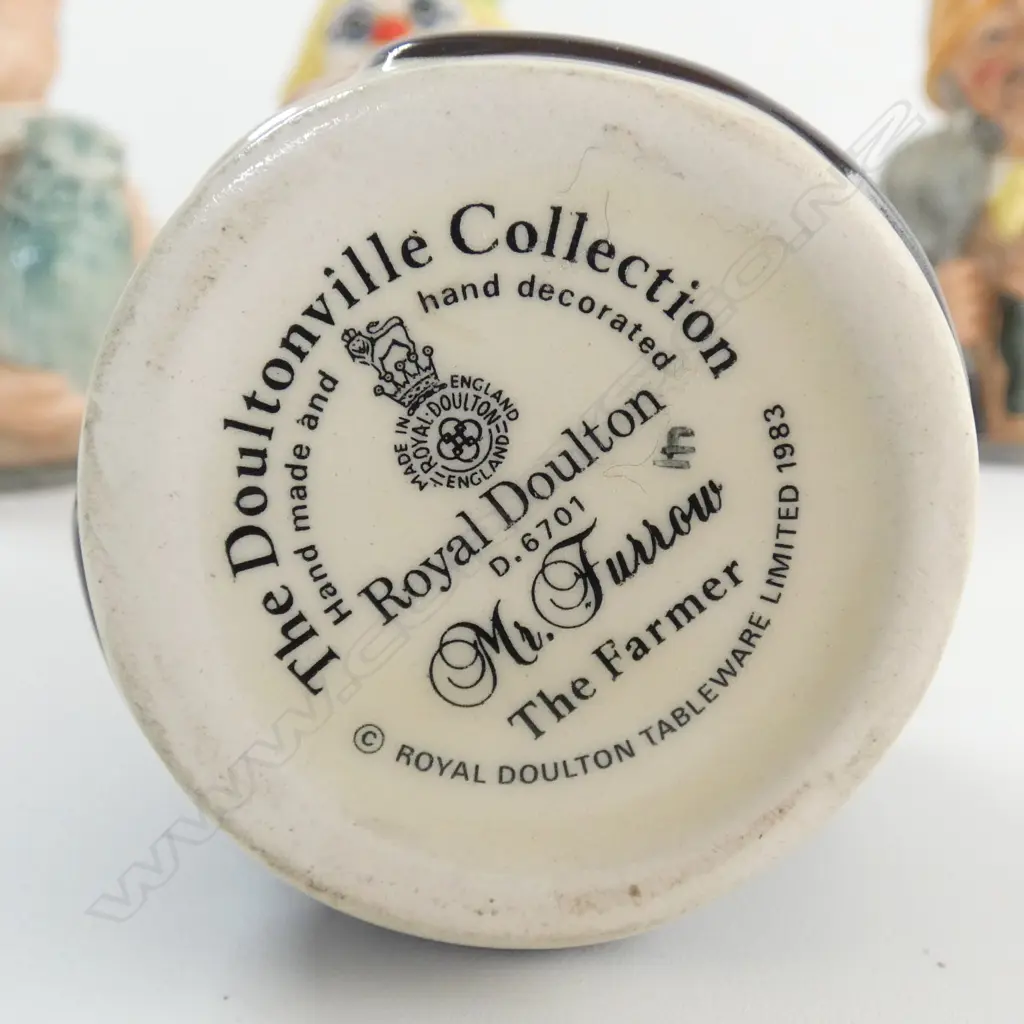 The Doultonville Collection
Hand made and hand decorated
MADE IN ENGLAND
ROYAL·DOULTON
ENGLAND
Royal Doulton
D.6701
Mr. Furrow
The Farmer
© ROYAL DOULTON TABLEWARE LIMITED 1983